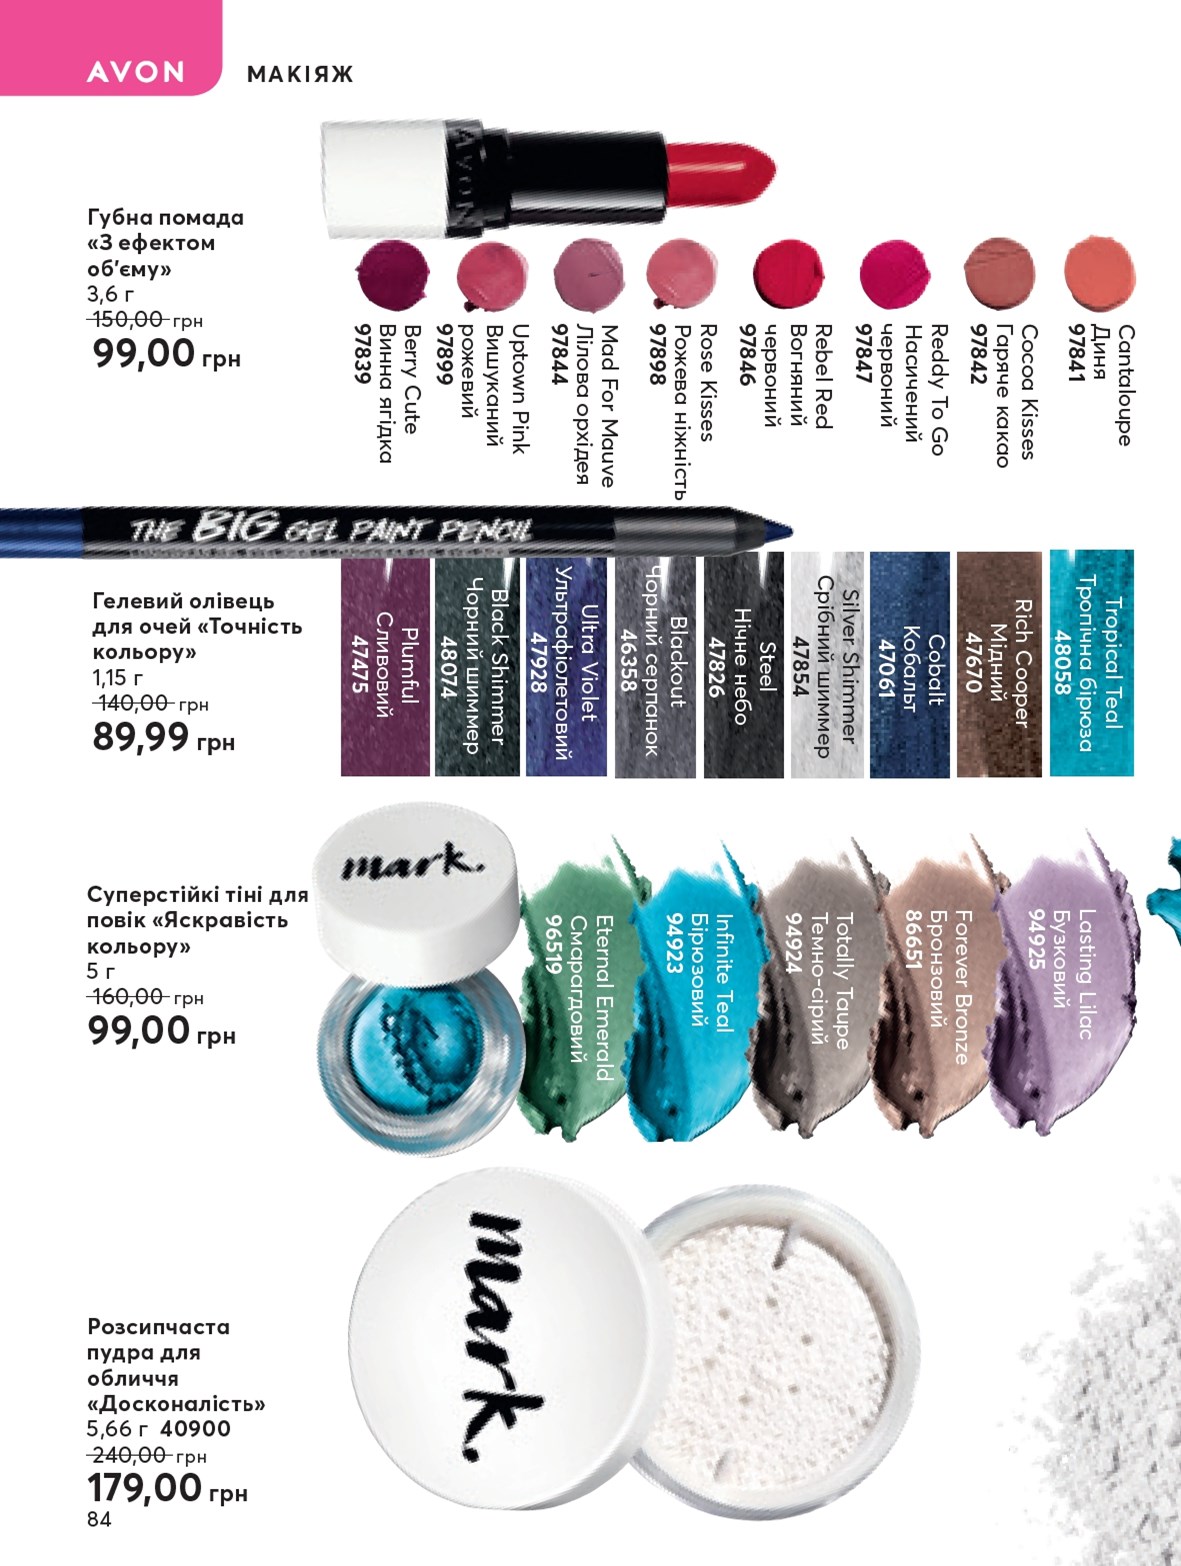 AVON
МАКІЯЖ
AVON
Губна помада
«З ефектом
об’єму»
3,6 г
150,00 грн
99,00 грн
Berry Cute
Винна ягідка
97839
Uptown Pink
Вишуканий
рожевий
97899
Mad For Mauve
Лілова орхідея
97844
Rose Kisses
Рожева ніжність
97898
Rebel Red
Вогняний
червоний
97846
Reddy To Go
Насичений
червоний
97847
Cocoa Kisses
Гаряче какао
97842
Cantaloupe
Диня
97841
THE BIG GEL PAINT PENCIL
Гелевий олівець
для очей «Точність
кольору»
1,15 г
140,00 грн
89,99 грн
Plumful
Сливовий
47475
Black Shimmer
Чорний шиммер
48074
Ultra Violet
Ультрафіолетовий
47928
Blackout
Чорний серпанок
46358
Steel
Нічне небо
47826
Silver Shimmer
Срібний шиммер
47854
Cobalt
Кобальт
47061
Rich Cooper
Мідний
47670
Tropical Teal
Тропічна бірюза
48058
mark.
Суперстійкі тіні для
повік «Яскравість
кольору»
5 г
160,00 грн
99,00 грн
Eternal Emerald
Смарагдовий
96519
Infinite Teal
Бірюзовий
94923
Totally Taupe
Темно-сірий
94924
Forever Bronze
Бронзовий
86651
Lasting Lilac
Бузковий
94925
mark.
Розсипчаста
пудра для
обличчя
«Досконалість»
5,66 г 40900
240,00 грн
179,00 грн
84